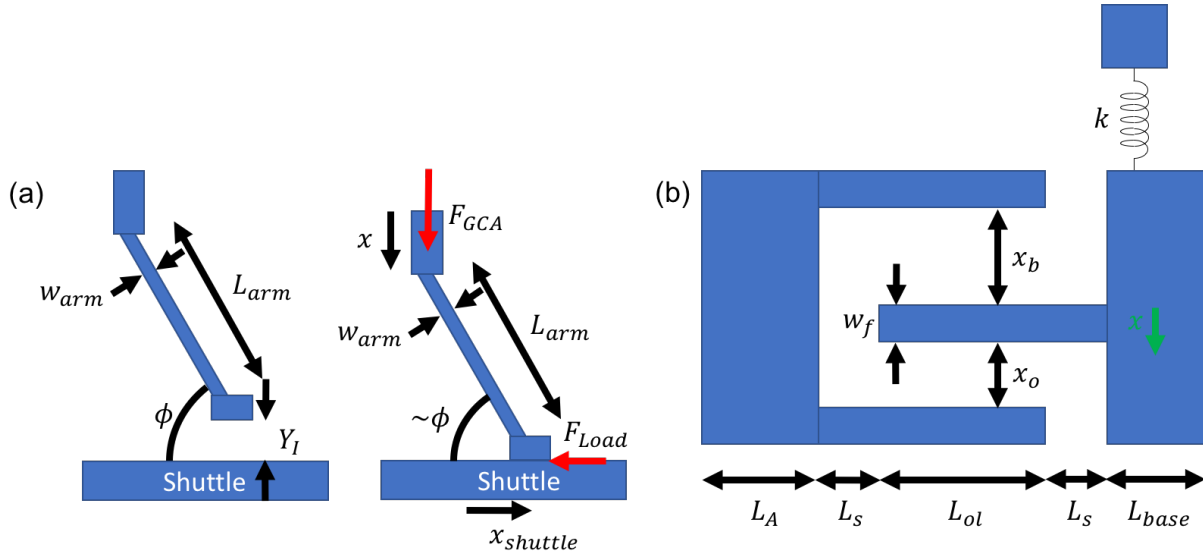 (a)
w_arm
L_arm
ϕ
Y_I
Shuttle
x
F_GCA
w_arm
L_arm
~ϕ
F_Load
Shuttle
x_shuttle
(b)
k
x_b
w_f
x_o
x
L_A
L_s
L_ol
L_s
L_base